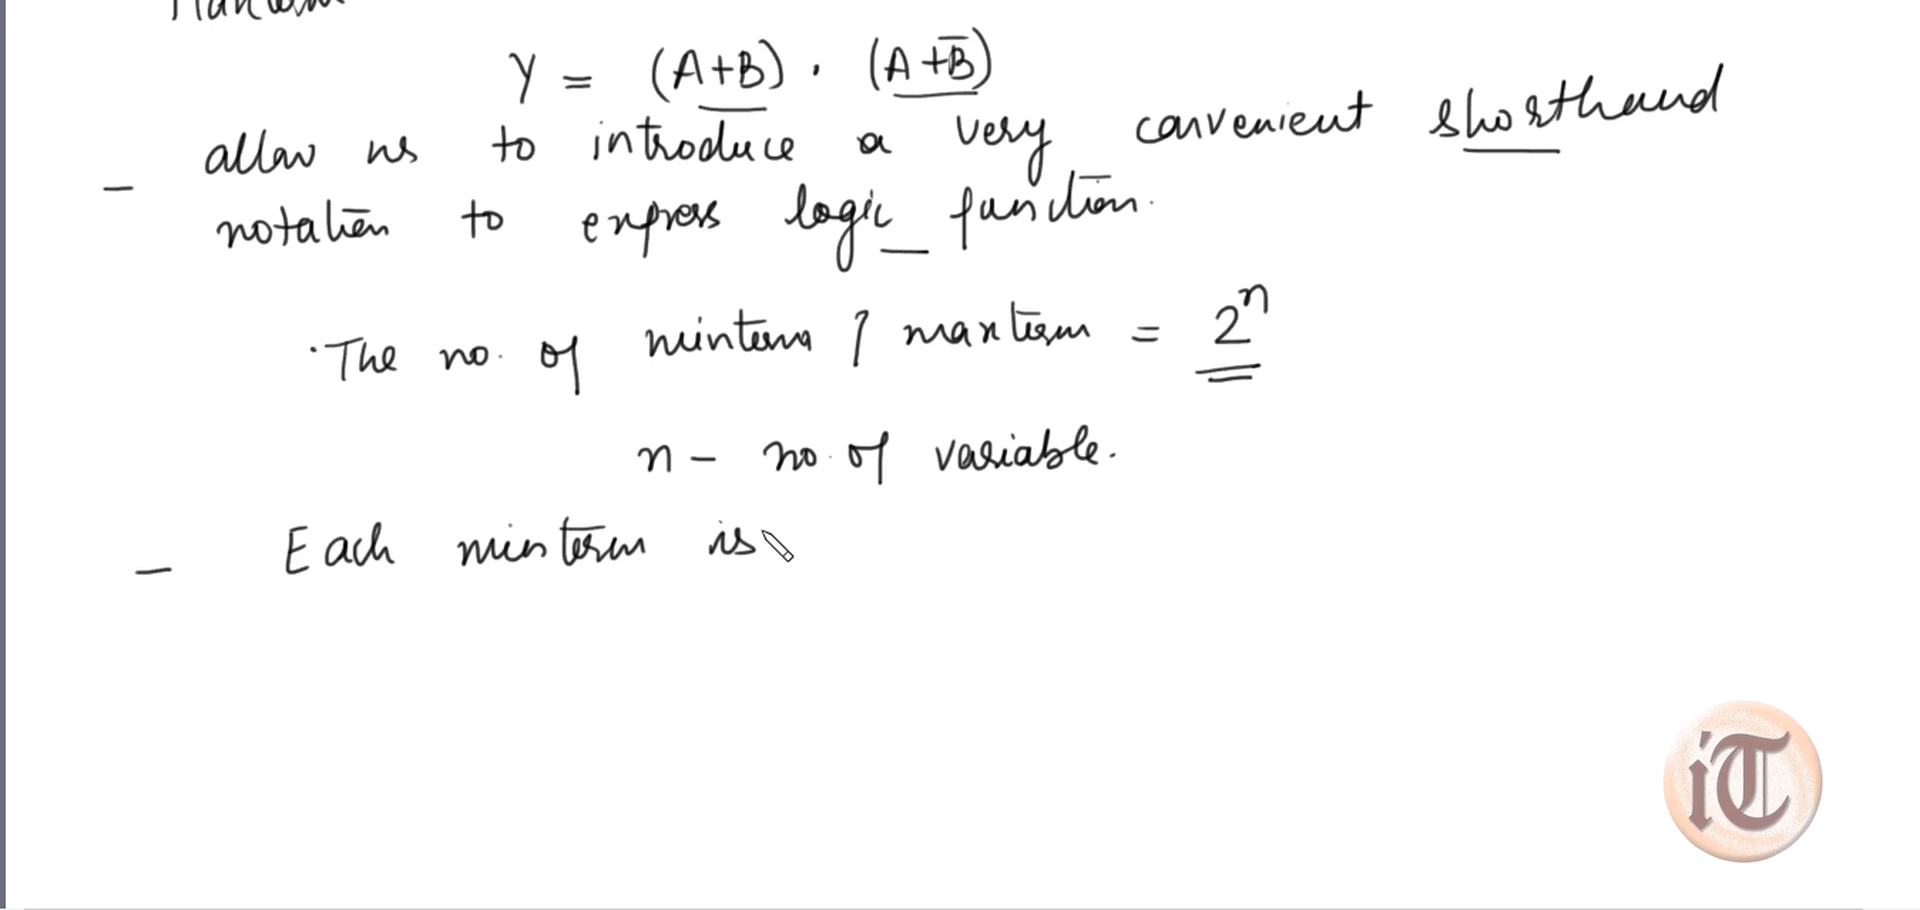 Maxterm
Y = (A+B) · (A+B̅)
- allow us to introduce a very convenient shorthand
notation to express logic function.
·The no. of minterm / maxterm = 2ⁿ
n - no. of variable.
- Each minterm is
iT